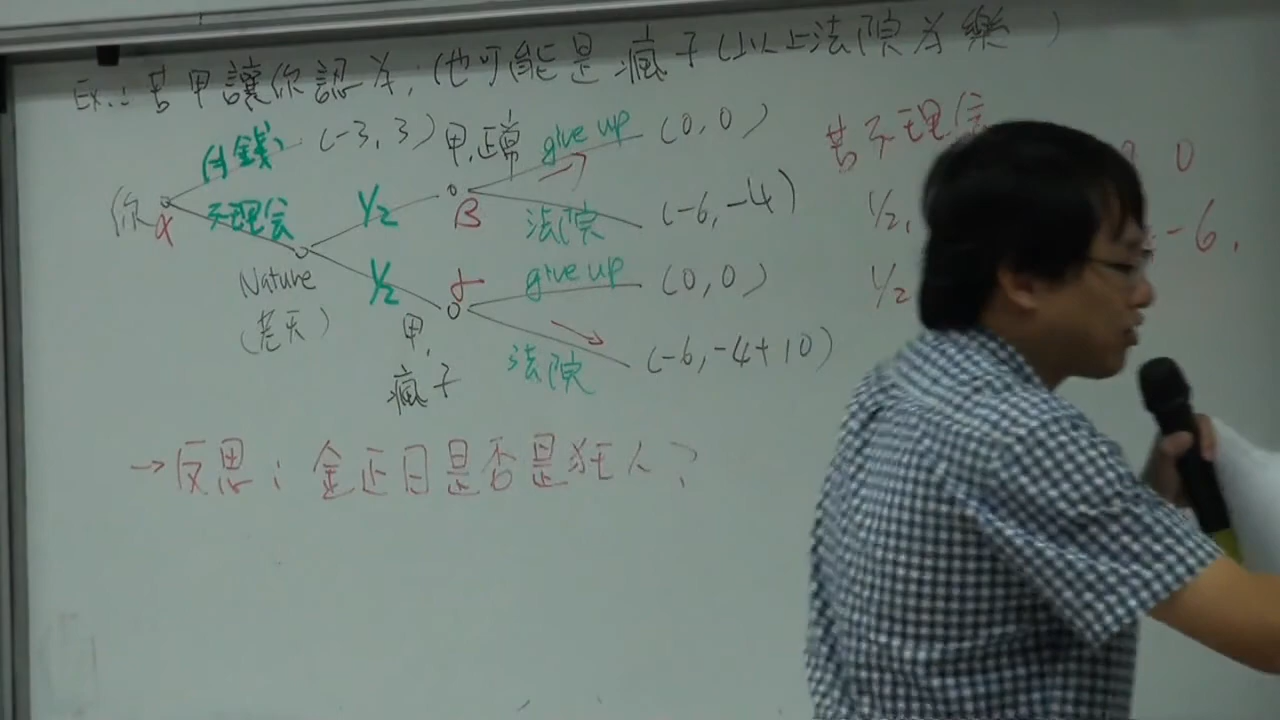 Ex.: 若甲讓你認為, 他可能是瘋子 (以上法院為樂)
付錢 (-3, 3) 甲,正常 give up (0, 0) 若不理會 0
你 α 不理會 1/2 β 法院 (-6, -4) 1/2, -6,
Nature 1/2 γ give up (0, 0) 1/2
(老天) 甲, 瘋子 法院 (-6, -4+10)
→反思: 金正日是否是狂人?